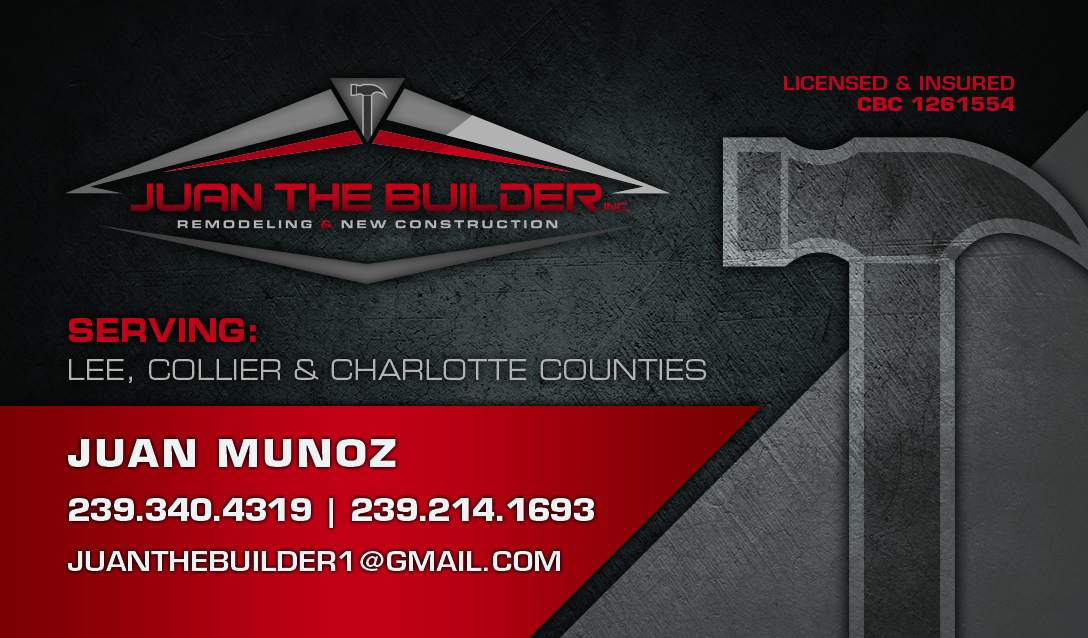 LICENSED & INSURED
CBC 1261554
JUAN THE BUILDER INC.
REMODELING & NEW CONSTRUCTION
SERVING:
LEE, COLLIER & CHARLOTTE COUNTIES
JUAN MUNOZ
239.340.4319 | 239.214.1693
JUANTHEBUILDER1@GMAIL.COM